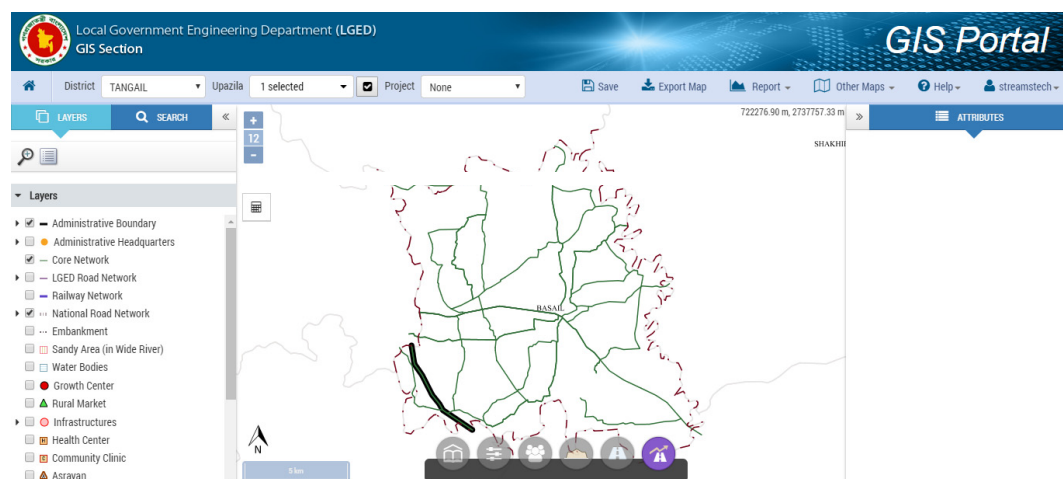 Local Government Engineering Department (LGED)
GIS Section
GIS Portal
District TANGAIL Upazila 1 selected Project None Save Export Map Report Other Maps Help streamstech
LAYERS SEARCH « + 12 - 722276.90 m, 2737757.33 m » ATTRIBUTES
SHAKHI
Layers
Administrative Boundary
Administrative Headquarters
Core Network
LGED Road Network
Railway Network
National Road Network
Embankment
Sandy Area (in Wide River)
Water Bodies
Growth Center
Rural Market
Infrastructures
H Health Center
Community Clinic
Asrayan
BASAIL
N
5 km